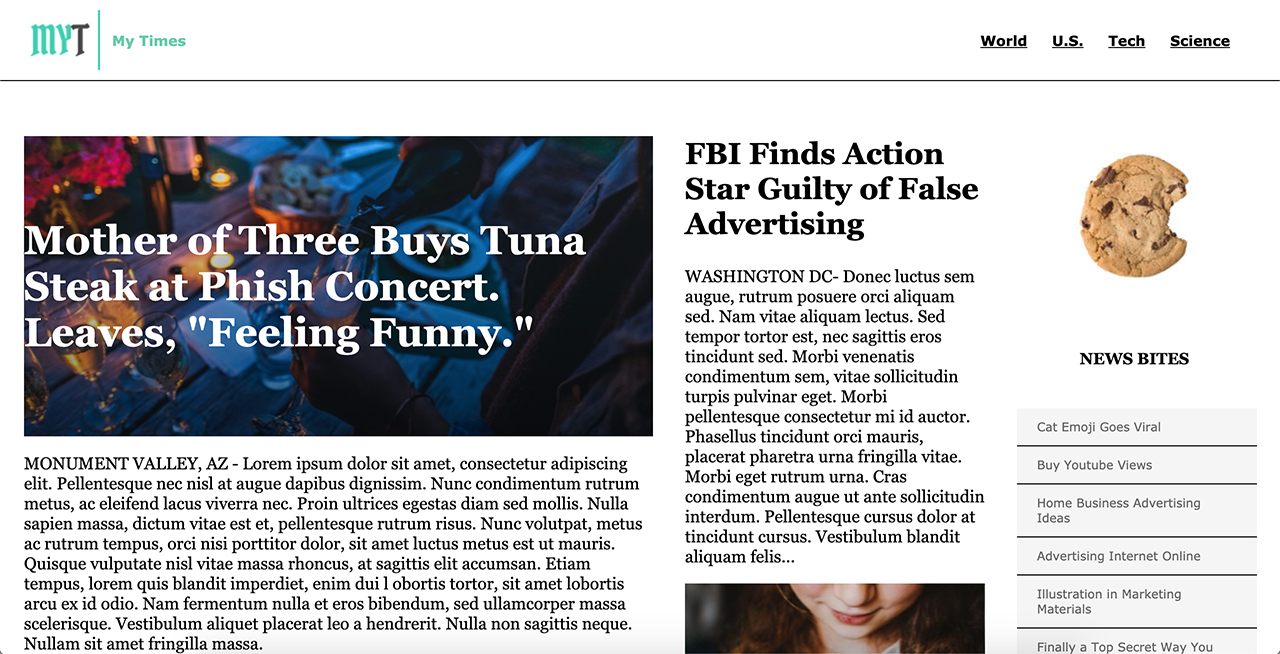 MYT
My Times
World U.S. Tech Science
Mother of Three Buys Tuna
Steak at Phish Concert.
Leaves, "Feeling Funny."
MONUMENT VALLEY, AZ - Lorem ipsum dolor sit amet, consectetur adipiscing
elit. Pellentesque nec nisl at augue dapibus dignissim. Nunc condimentum rutrum
metus, ac eleifend lacus viverra nec. Proin ultrices egestas diam sed mollis. Nulla
sapien massa, dictum vitae est et, pellentesque rutrum risus. Nunc volutpat, metus
ac rutrum tempus, orci nisi porttitor dolor, sit amet luctus metus est ut mauris.
Quisque vulputate nisl vitae massa rhoncus, at sagittis elit accumsan. Etiam
tempus, lorem quis blandit imperdiet, enim dui l obortis tortor, sit amet lobortis
arcu ex id odio. Nam fermentum nulla et eros bibendum, sed ullamcorper massa
scelerisque. Vestibulum aliquet placerat leo a hendrerit. Nulla non sagittis neque.
Nullam sit amet fringilla massa.
FBI Finds Action
Star Guilty of False
Advertising
WASHINGTON DC- Donec luctus sem
augue, rutrum posuere orci aliquam
sed. Nam vitae aliquam lectus. Sed
tempor tortor est, nec sagittis eros
tincidunt sed. Morbi venenatis
condimentum sem, vitae sollicitudin
turpis pulvinar eget. Morbi
pellentesque consectetur mi id auctor.
Phasellus tincidunt orci mauris,
placerat pharetra urna fringilla vitae.
Morbi eget rutrum urna. Cras
condimentum augue ut ante sollicitudin
interdum. Pellentesque cursus dolor at
tincidunt cursus. Vestibulum blandit
aliquam felis...
NEWS BITES
Cat Emoji Goes Viral
Buy Youtube Views
Home Business Advertising
Ideas
Advertising Internet Online
Illustration in Marketing
Materials
Finally a Top Secret Way You